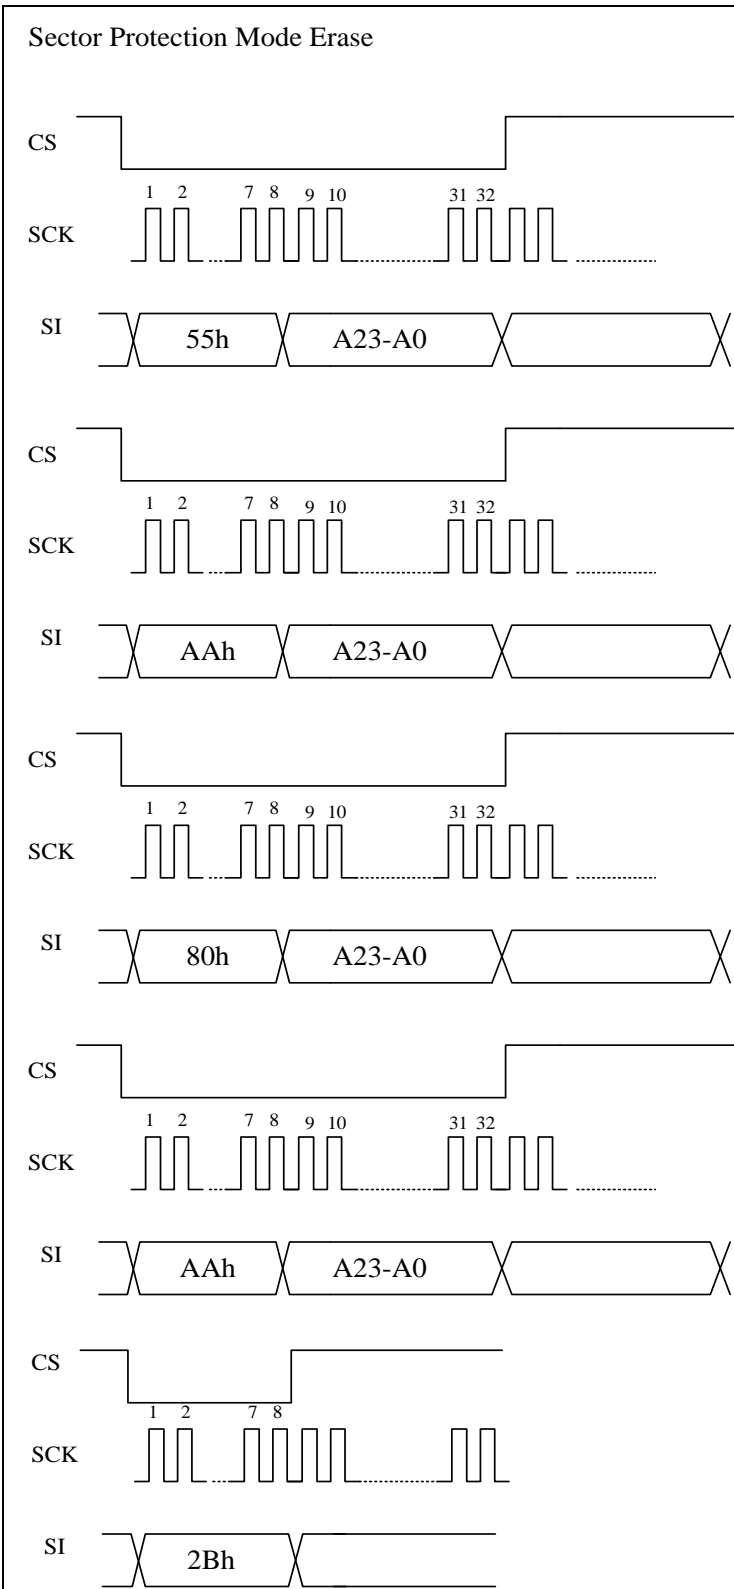 Sector Protection Mode Erase
CS
1 2 7 8 9 10 31 32
SCK
SI 55h A23-A0
CS
1 2 7 8 9 10 31 32
SCK
SI AAh A23-A0
CS
1 2 7 8 9 10 31 32
SCK
SI 80h A23-A0
CS
1 2 7 8 9 10 31 32
SCK
SI AAh A23-A0
CS
1 2 7 8
SCK
SI 2Bh